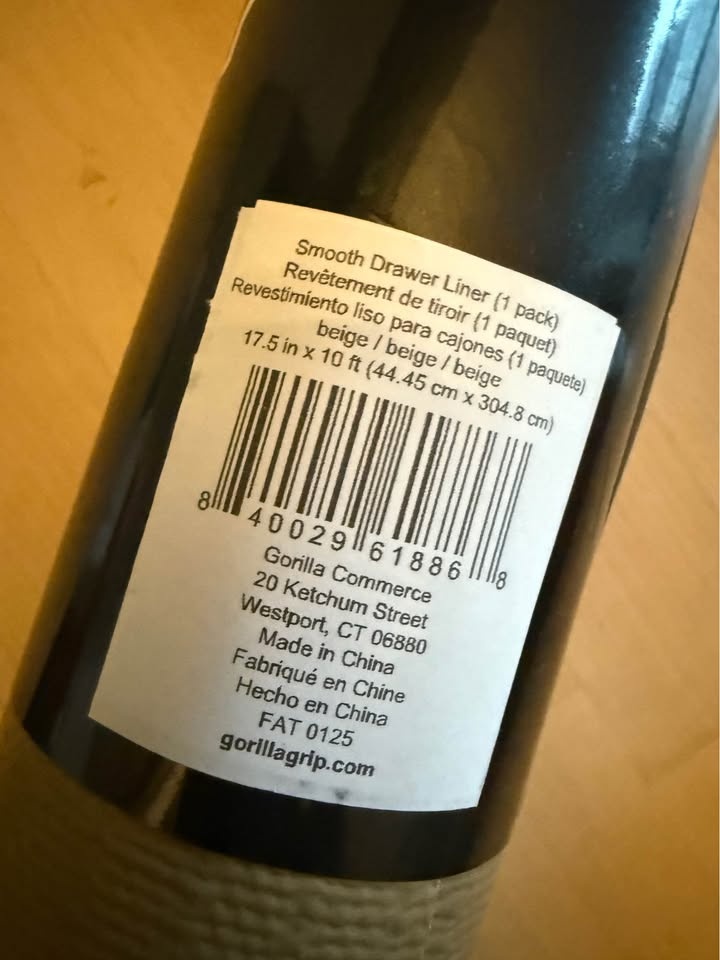 Smooth Drawer Liner (1 pack)
Revêtement de tiroir (1 paquet)
Revestimiento liso para cajones (1 paquete)
beige / beige / beige
17.5 in x 10 ft (44.45 cm x 304.8 cm)
8 40029 61886 8
Gorilla Commerce
20 Ketchum Street
Westport, CT 06880
Made in China
Fabriqué en Chine
Hecho en China
FAT 0125
gorillagrip.com